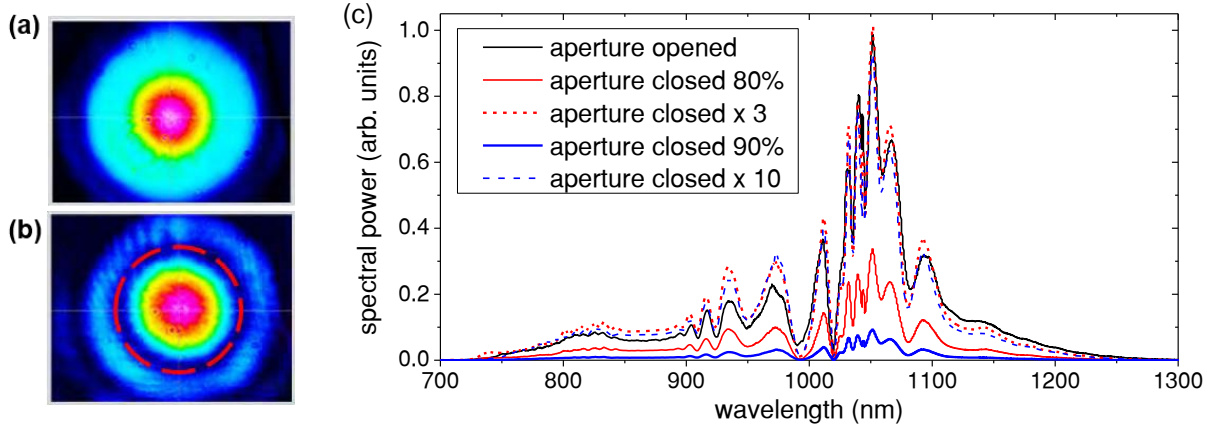 (a)
(b)
(c)
aperture opened
aperture closed 80%
aperture closed x 3
aperture closed 90%
aperture closed x 10
spectral power (arb. units)
1.0
0.8
0.6
0.4
0.2
0.0
700 800 900 1000 1100 1200 1300
wavelength (nm)